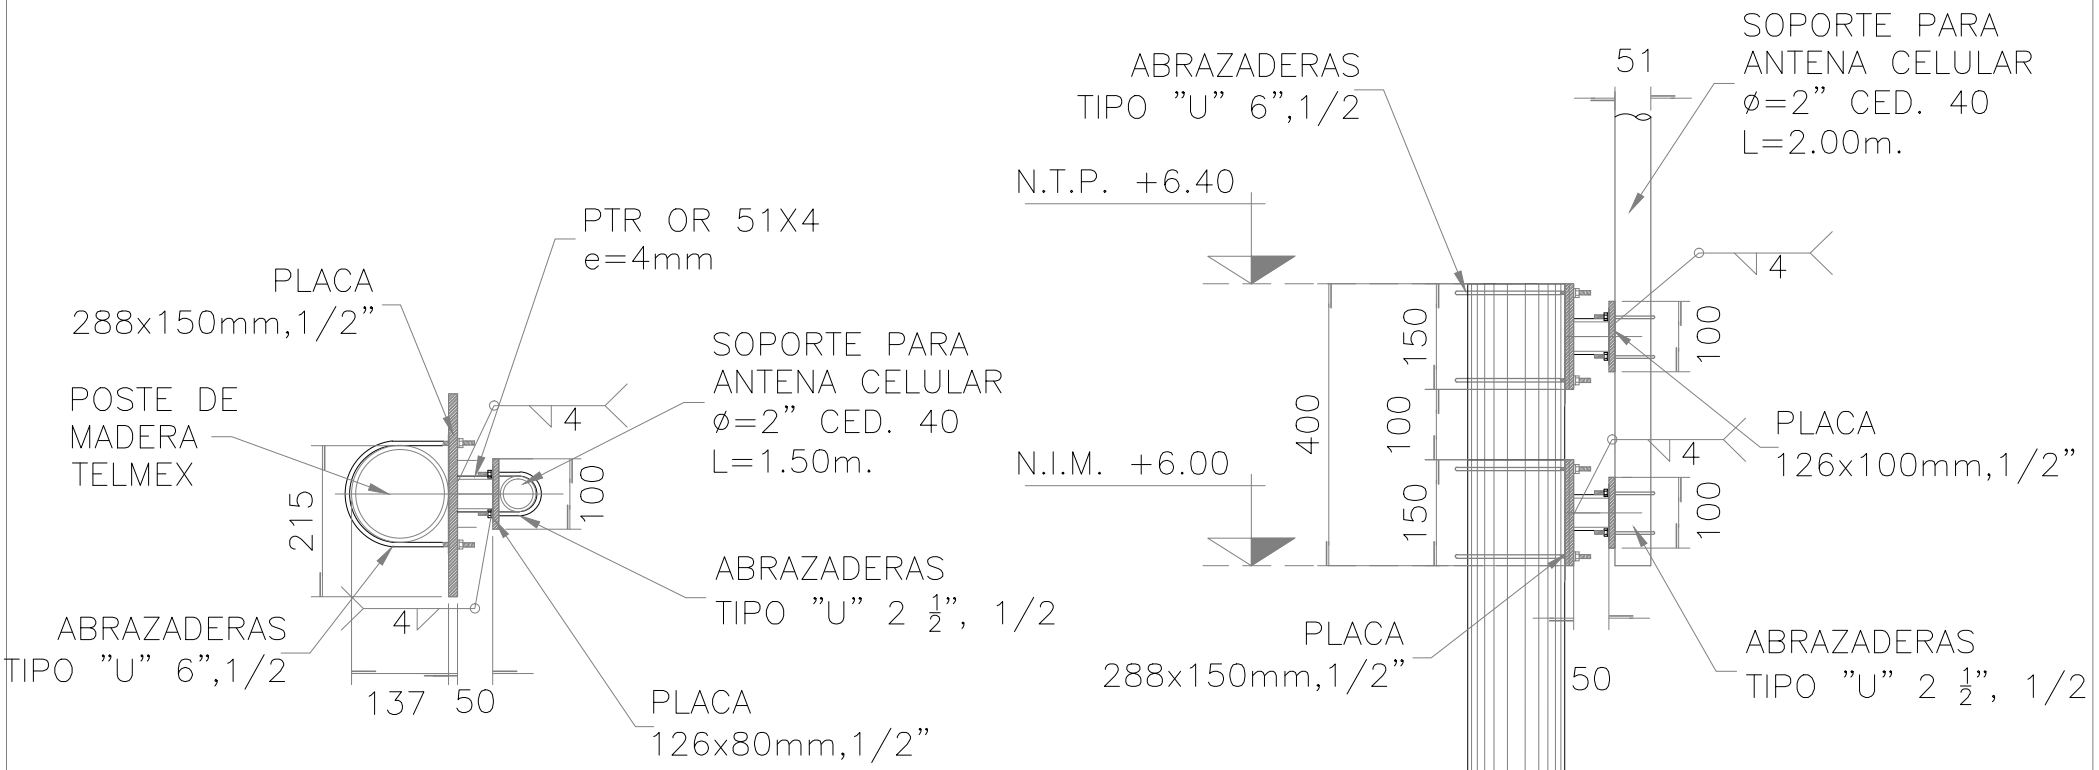 PTR OR 51X4
e=4mm
PLACA
288x150mm,1/2”
POSTE DE
MADERA
TELMEX
SOPORTE PARA
ANTENA CELULAR
ø=2” CED. 40
L=1.50m.
4
100
215
4
ABRAZADERAS
TIPO ”U” 6”,1/2
ABRAZADERAS
TIPO ”U” 2 1/2”, 1/2
137
50
PLACA
126x80mm,1/2”
SOPORTE PARA
ANTENA CELULAR
ø=2” CED. 40
L=2.00m.
51
ABRAZADERAS
TIPO ”U” 6”,1/2
N.T.P. +6.40
4
150
100
400
100
PLACA
126x100mm,1/2”
4
N.I.M. +6.00
150
100
PLACA
288x150mm,1/2”
50
ABRAZADERAS
TIPO ”U” 2 1/2”, 1/2